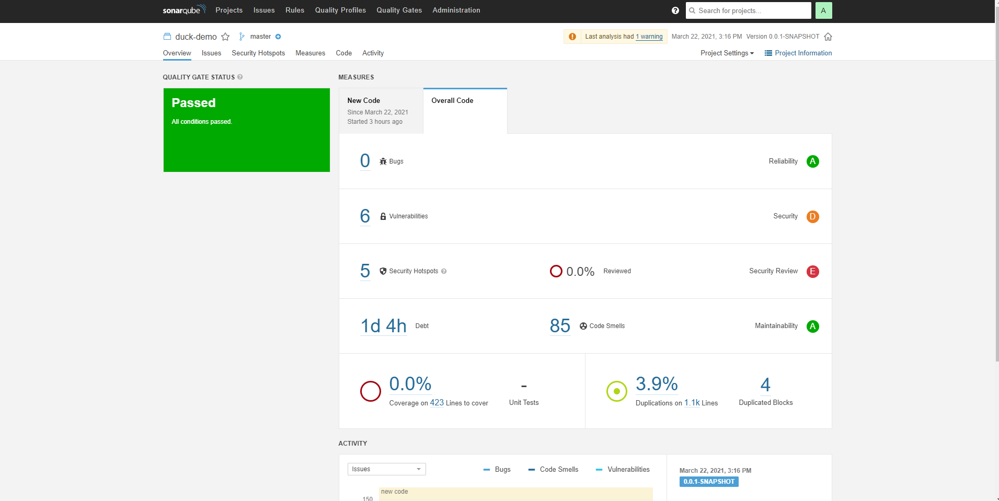 sonarqube Projects Issues Rules Quality Profiles Quality Gates Administration ? Search for projects... A
duck-demo master Last analysis had 1 warning March 22, 2021, 3:16 PM Version 0.0.1-SNAPSHOT
Overview Issues Security Hotspots Measures Code Activity Project Settings Project Information
QUALITY GATE STATUS ?
Passed
All conditions passed.
MEASURES
New Code
Since March 22, 2021
Started 3 hours ago
Overall Code
0 Bugs Reliability A
6 Vulnerabilities Security D
5 Security Hotspots ? 0.0% Reviewed Security Review E
1d 4h Debt 85 Code Smells Maintainability A
0.0%
Coverage on 423 Lines to cover
-
Unit Tests
3.9%
Duplications on 1.1k Lines
4
Duplicated Blocks
ACTIVITY
Issues Bugs Code Smells Vulnerabilities
new code
150
March 22, 2021, 3:16 PM
0.0.1-SNAPSHOT